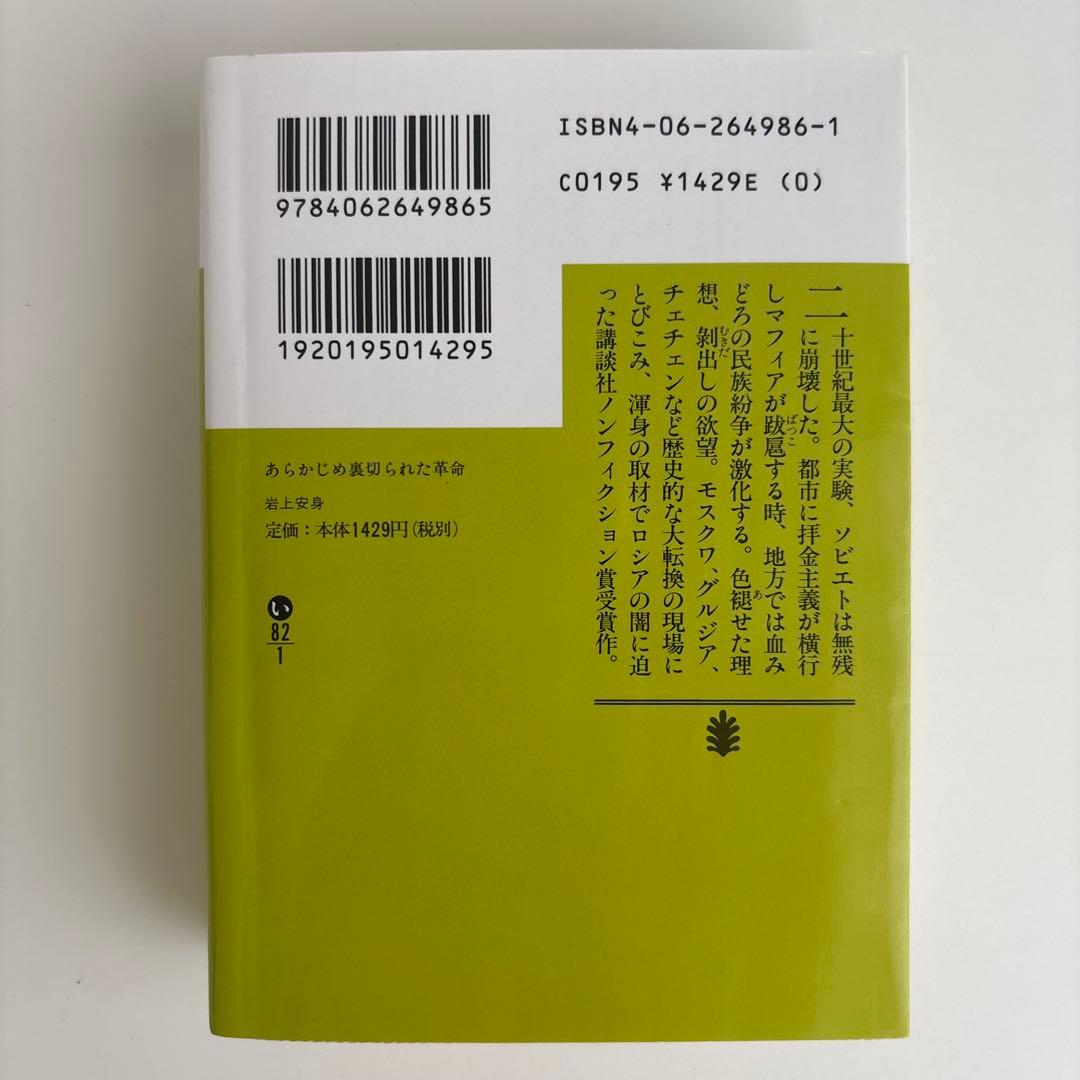 9784062649865
ISBN4-06-264986-1
C0195 ¥1429E (0)
1920195014295
二十世紀最大の実験、ソビエトは無残
に崩壊した。都市に拝金主義が横行
しマフィアが跋扈する時、地方では血み
どろの民族紛争が激化する。色褪せた理
想、剝出しの欲望。モスクワ、グルジア、
チェチェンなど歴史的な大転換の現場に
とびこみ、渾身の取材でロシアの闇に迫
った講談社ノンフィクション賞受賞作。
ばっこ
あ
むきだ
あらかじめ裏切られた革命
岩上安身
定価:本体1429円(税別)
い
82
1